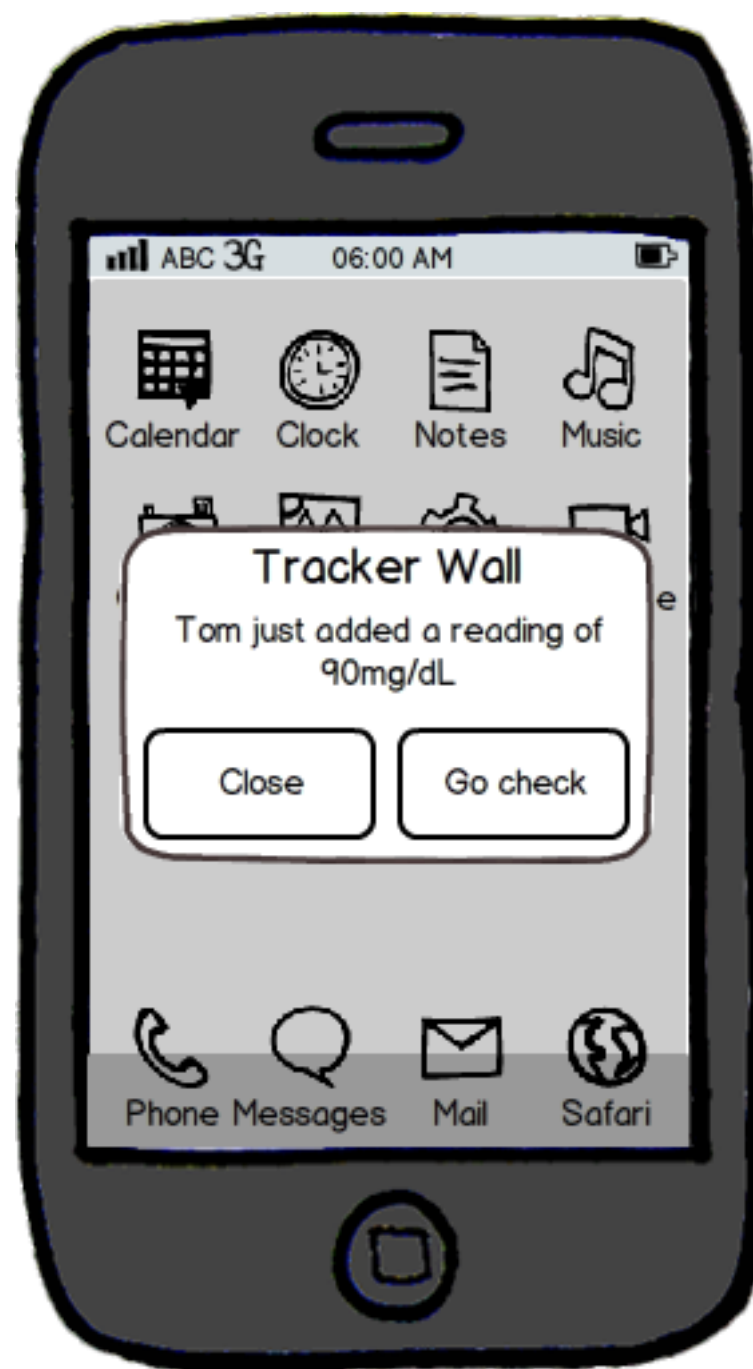 ABC 3G 06:00 AM
Calendar Clock Notes Music
Tracker Wall
Tom just added a reading of
90mg/dL
Close Go check
Phone Messages Mail Safari